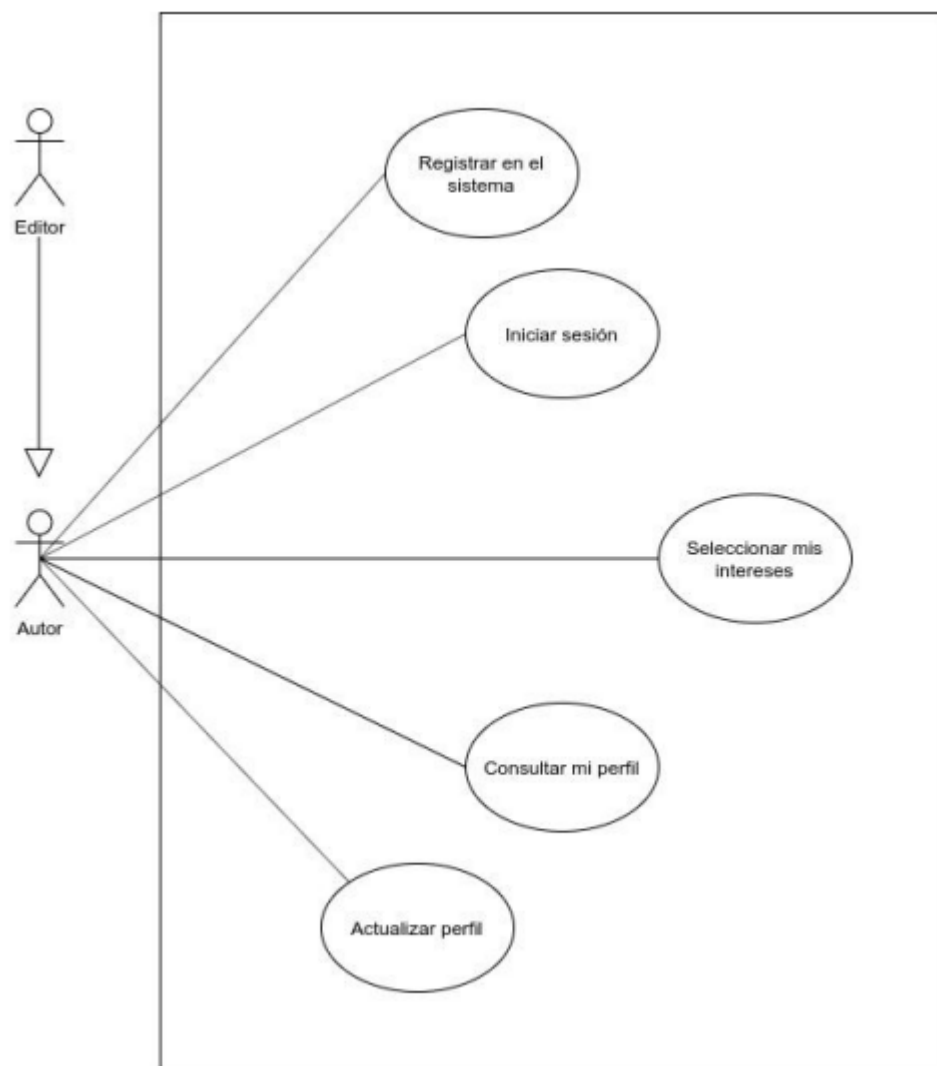 Registrar en el
sistema
Editor
Iniciar sesión
Seleccionar mis
intereses
Autor
Consultar mi perfil
Actualizar perfil